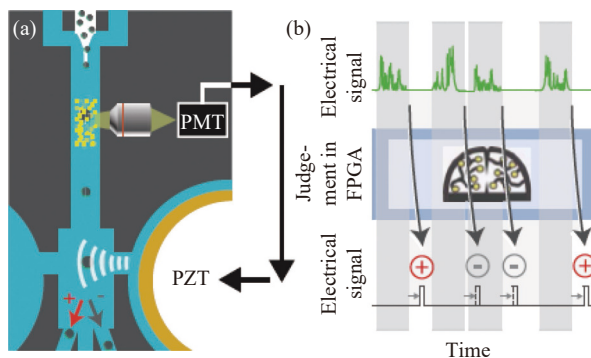 (a)
PMT
PZT
+ -
(b)
Electrical
signal
Judge-
ment in
FPGA
Electrical
signal
+ - - +
Time